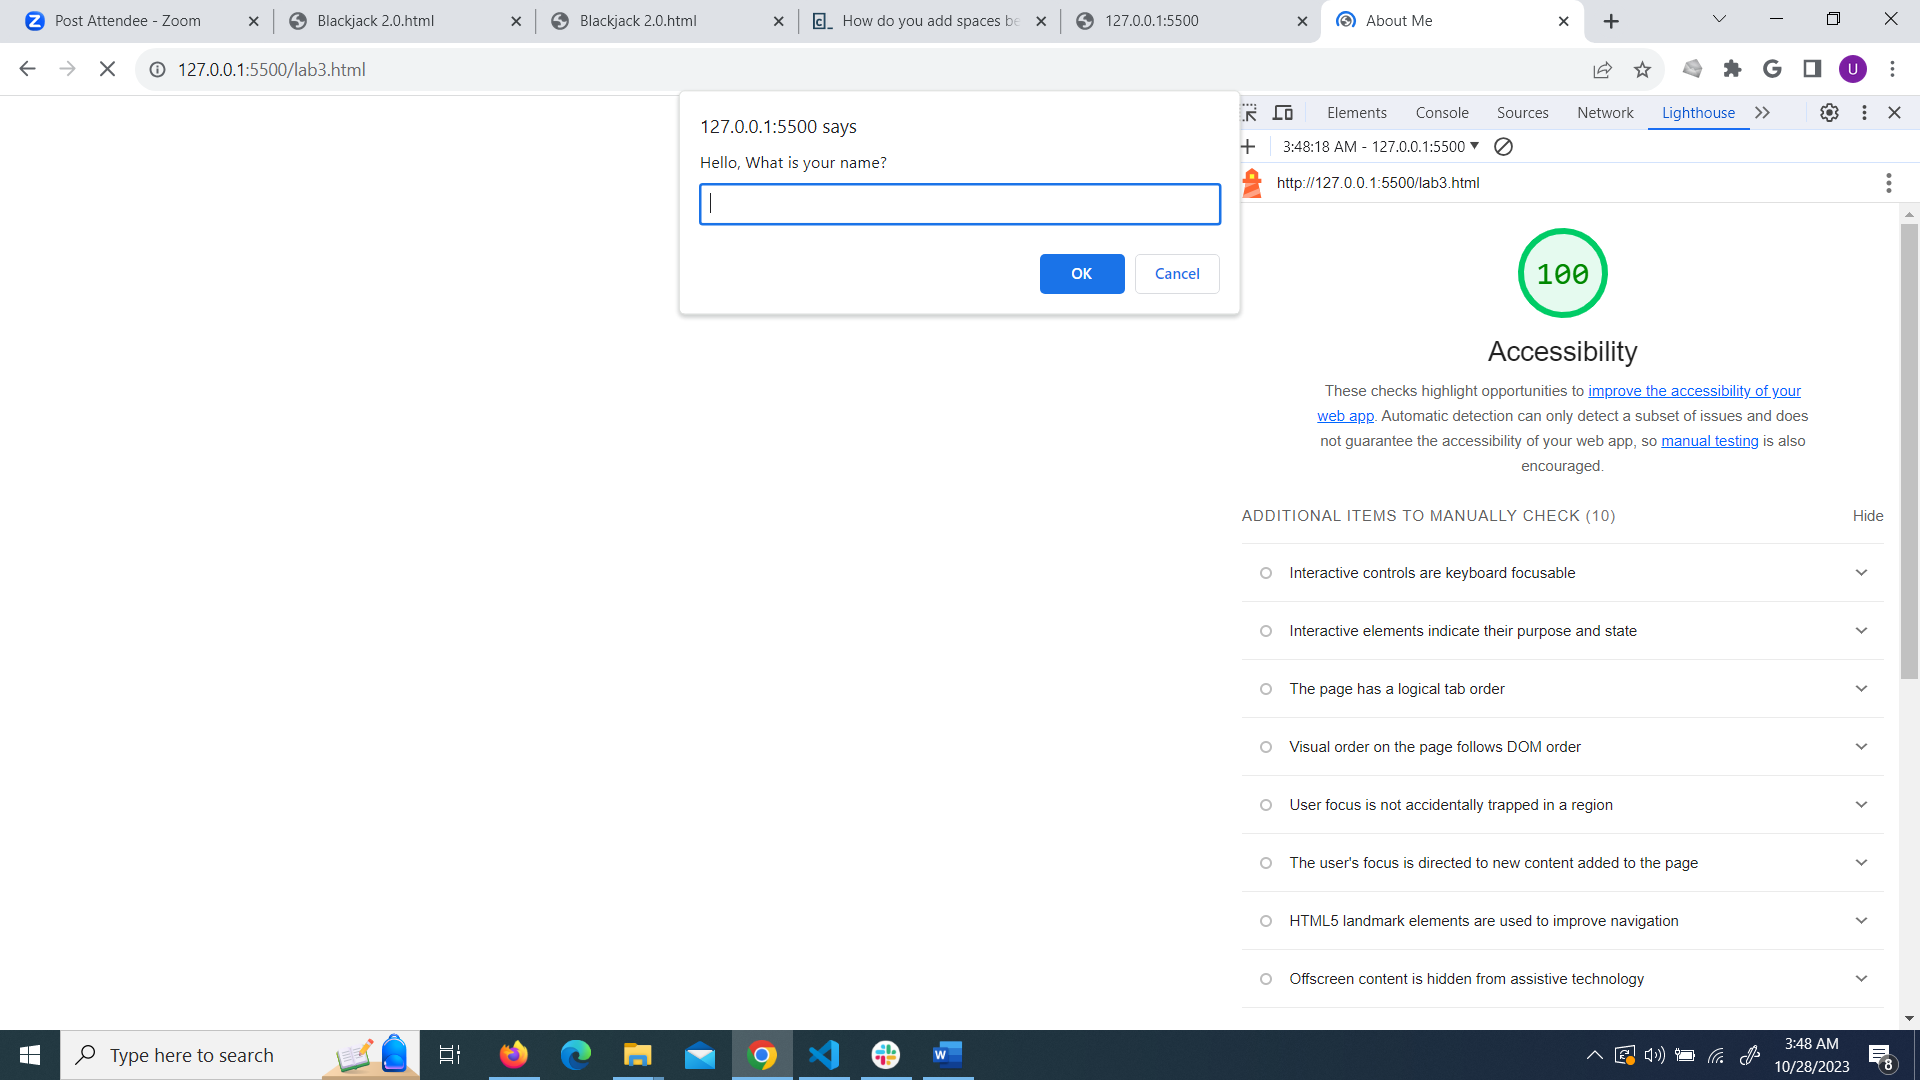 Post Attendee - Zoom
Blackjack 2.0.html
Blackjack 2.0.html
How do you add spaces be
127.0.0.1:5500
About Me
127.0.0.1:5500/lab3.html
U
127.0.0.1:5500 says
Hello, What is your name?
OK
Cancel
Elements
Console
Sources
Network
Lighthouse
3:48:18 AM - 127.0.0.1:5500
http://127.0.0.1:5500/lab3.html
100
Accessibility
These checks highlight opportunities to improve the accessibility of your
web app. Automatic detection can only detect a subset of issues and does
not guarantee the accessibility of your web app, so manual testing is also
encouraged.
ADDITIONAL ITEMS TO MANUALLY CHECK (10)
Hide
Interactive controls are keyboard focusable
Interactive elements indicate their purpose and state
The page has a logical tab order
Visual order on the page follows DOM order
User focus is not accidentally trapped in a region
The user's focus is directed to new content added to the page
HTML5 landmark elements are used to improve navigation
Offscreen content is hidden from assistive technology
Type here to search
3:48 AM
10/28/2023
8